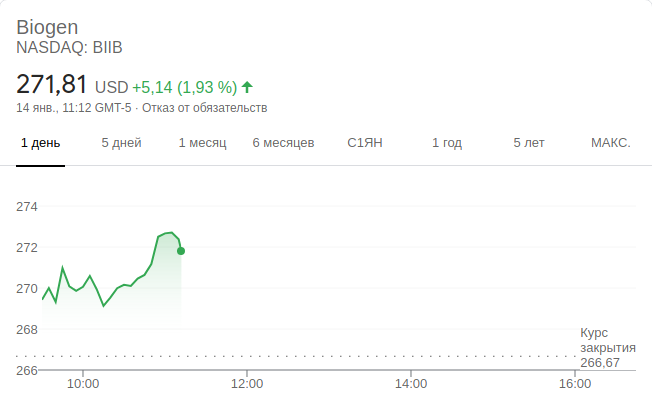 Biogen
NASDAQ: BIIB
271,81 USD +5,14 (1,93 %) ↑
14 янв., 11:12 GMT-5 · Отказ от обязательств
1 день 5 дней 1 месяц 6 месяцев С1ЯН 1 год 5 лет МАКС.
274
272
270
268
Курс
закрытия
266,67
266
10:00 12:00 14:00 16:00